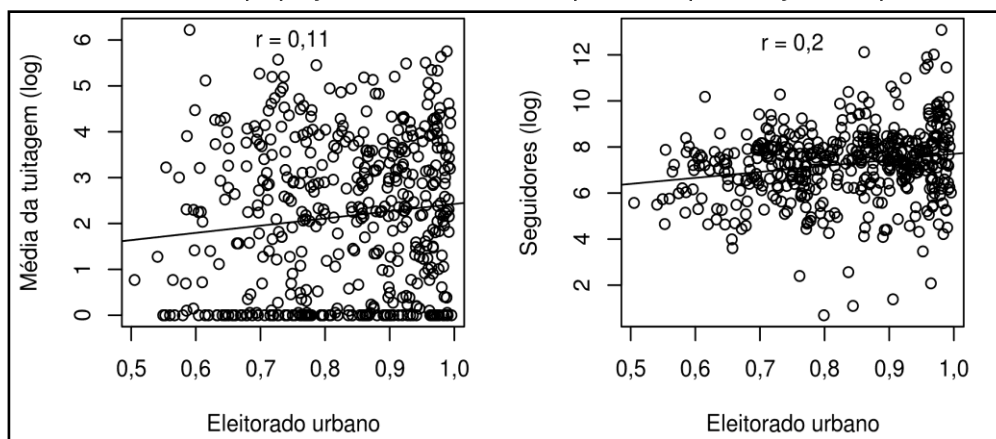 r = 0,11
Média da tuitagem (log)
6
5
4
3
2
1
0
0,5 0,6 0,7 0,8 0,9 1,0
Eleitorado urbano
r = 0,2
Seguidores (log)
12
10
8
6
4
2
0,5 0,6 0,7 0,8 0,9 1,0
Eleitorado urbano